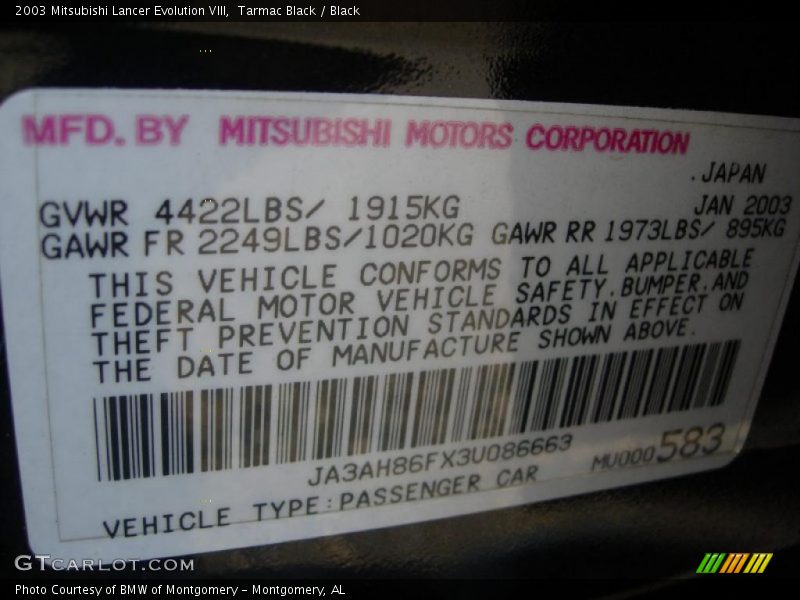 2003 Mitsubishi Lancer Evolution VIII,  Tarmac Black / Black
MFD. BY MITSUBISHI MOTORS CORPORATION
.JAPAN
GVWR 4422LBS/ 1915KG JAN 2003
GAWR FR 2249LBS/1020KG GAWR RR 1973LBS/ 895KG
THIS VEHICLE CONFORMS TO ALL APPLICABLE
FEDERAL MOTOR VEHICLE SAFETY,BUMPER,AND
THEFT PREVENTION STANDARDS IN EFFECT ON
THE DATE OF MANUFACTURE SHOWN ABOVE.
JA3AH86FX3U086663 MU000583
VEHICLE TYPE:PASSENGER CAR
GTCARLOT.COM
Photo Courtesy of BMW of Montgomery – Montgomery, AL